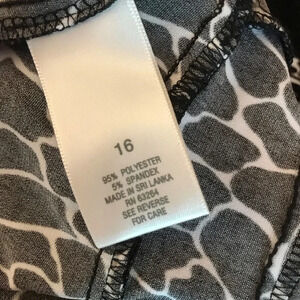 16
95% POLYESTER
5% SPANDEX
MADE IN SRI LANKA
RN 63264
SEE REVERSE
FOR CARE